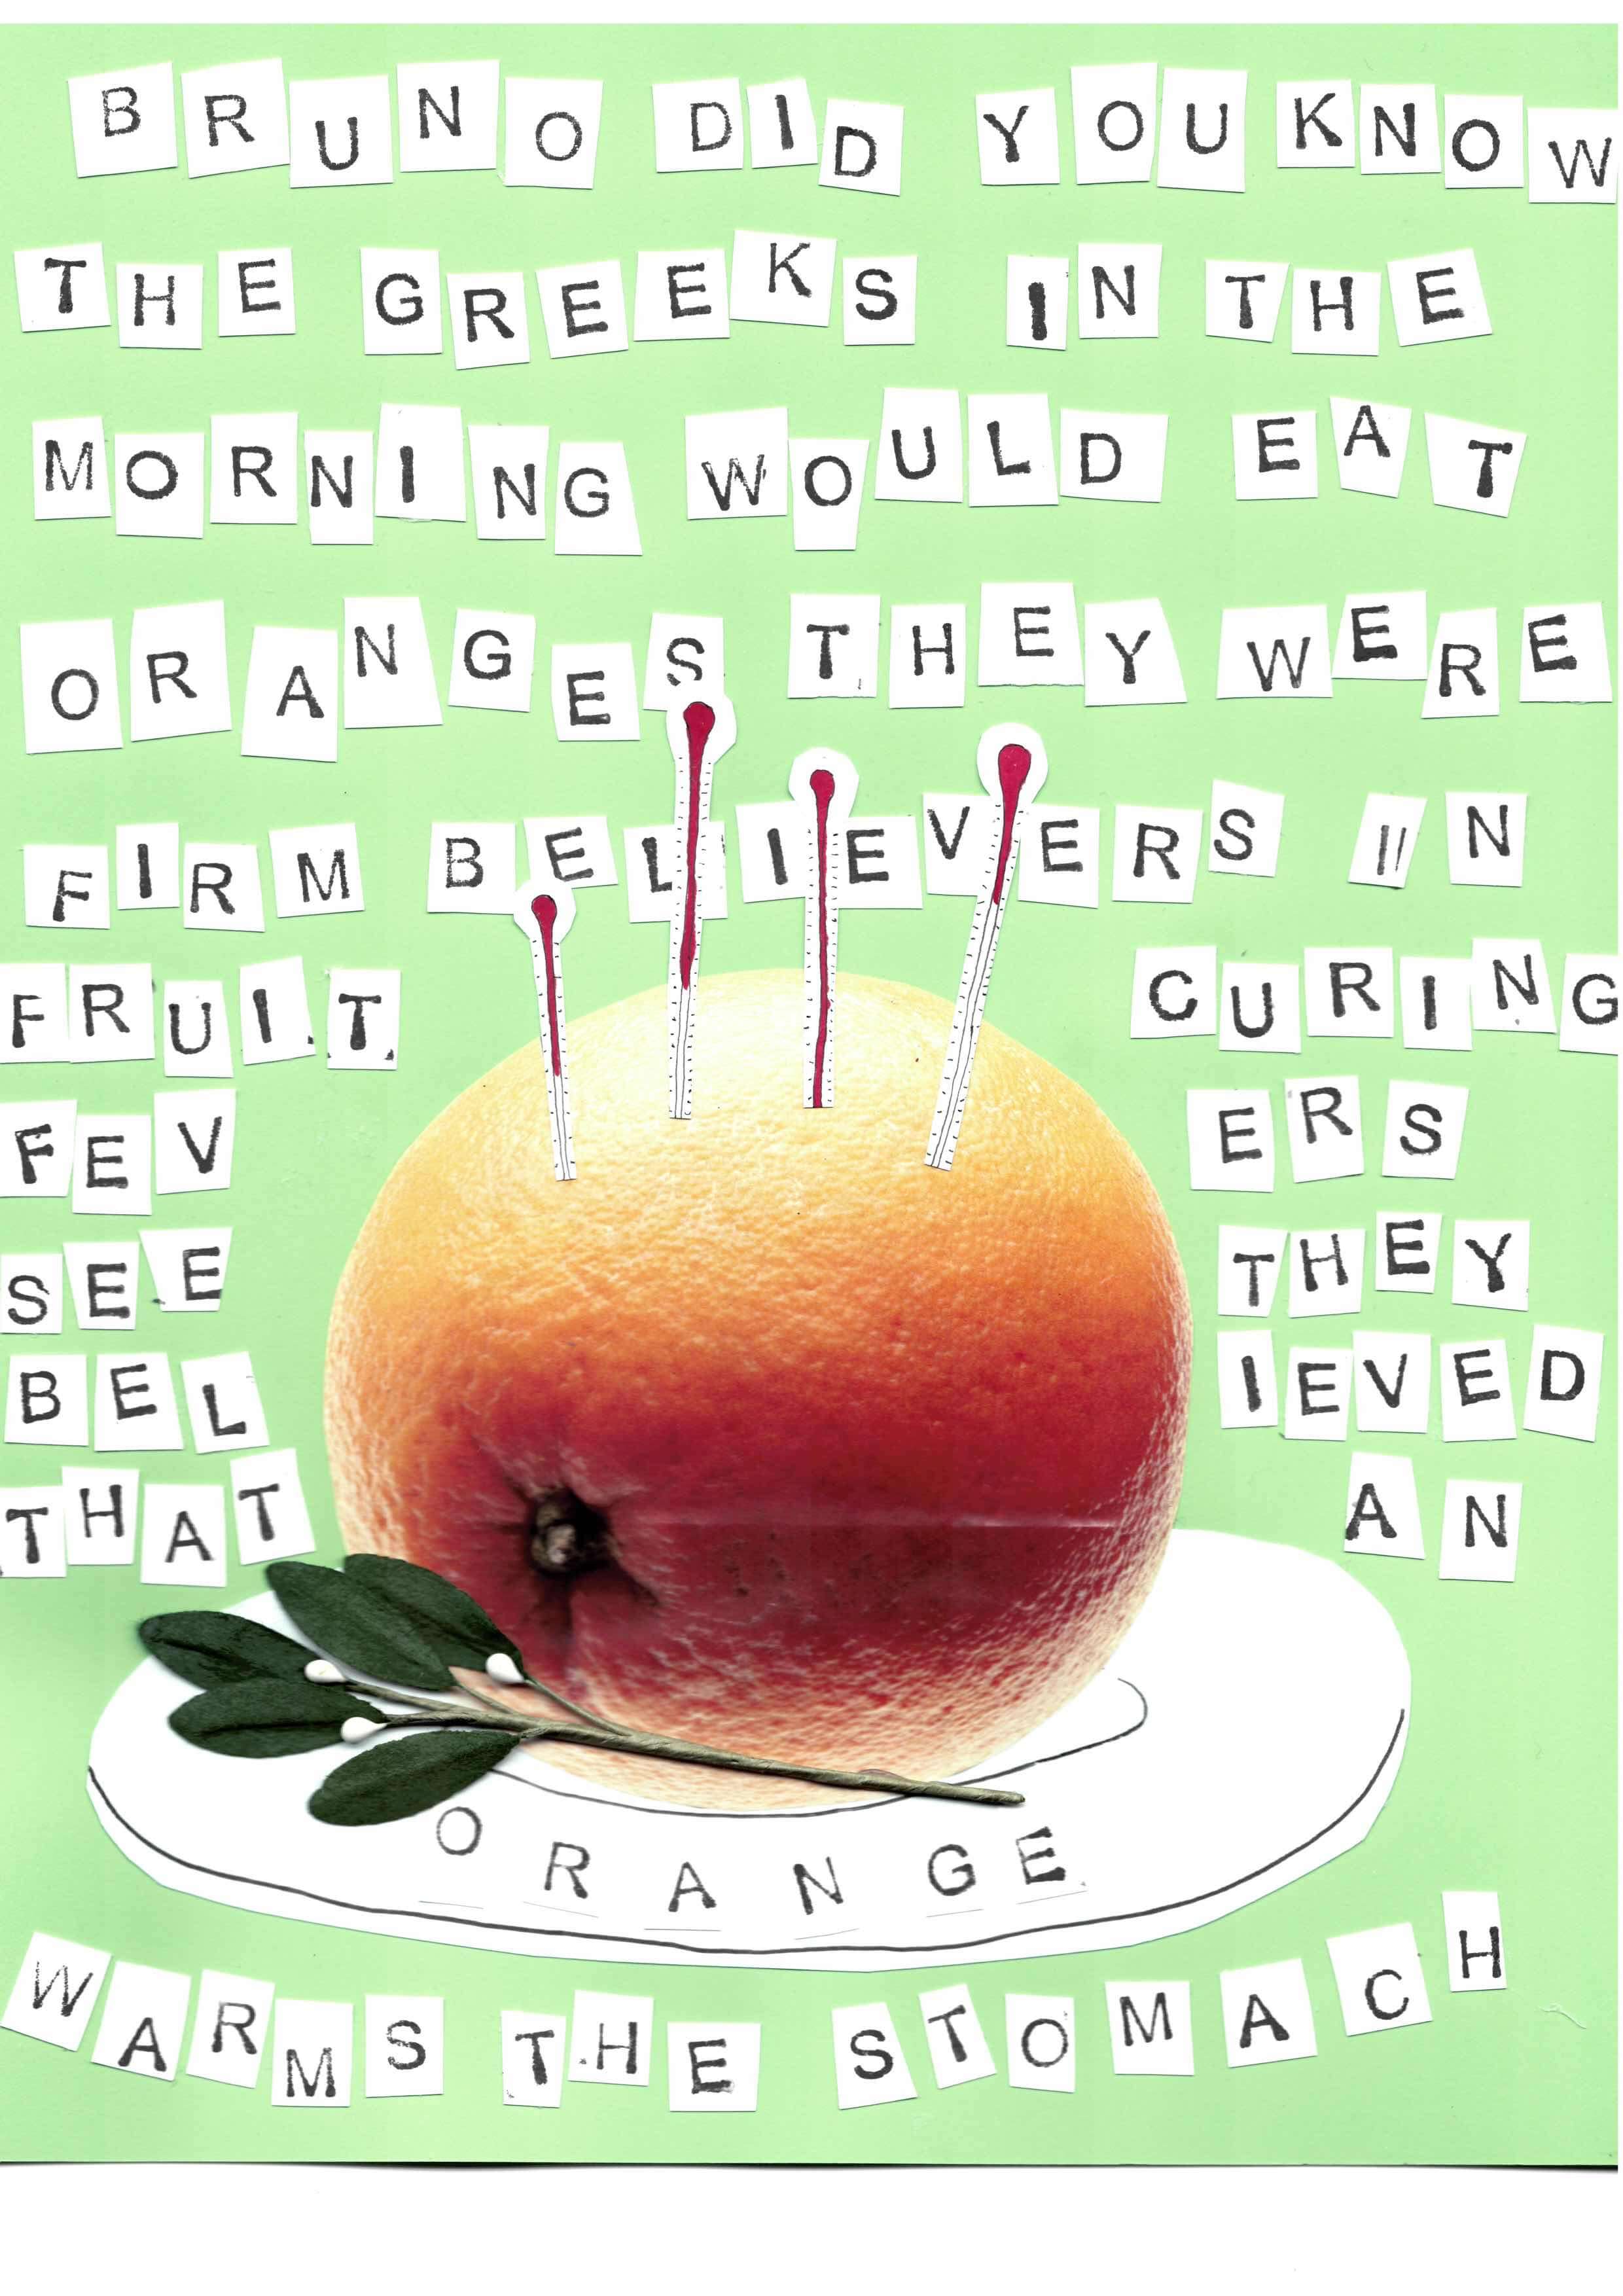 BRUNO DID YOU KNOW
THE GREEKS IN THE
MORNING WOULD EAT
ORANGES THEY WERE
FIRM BELIEVERS IN
FRUIT CURING
FEV ERS
SEE THEY
BEL IEVED
THAT AN
ORANGE
WARMS THE STOMACH